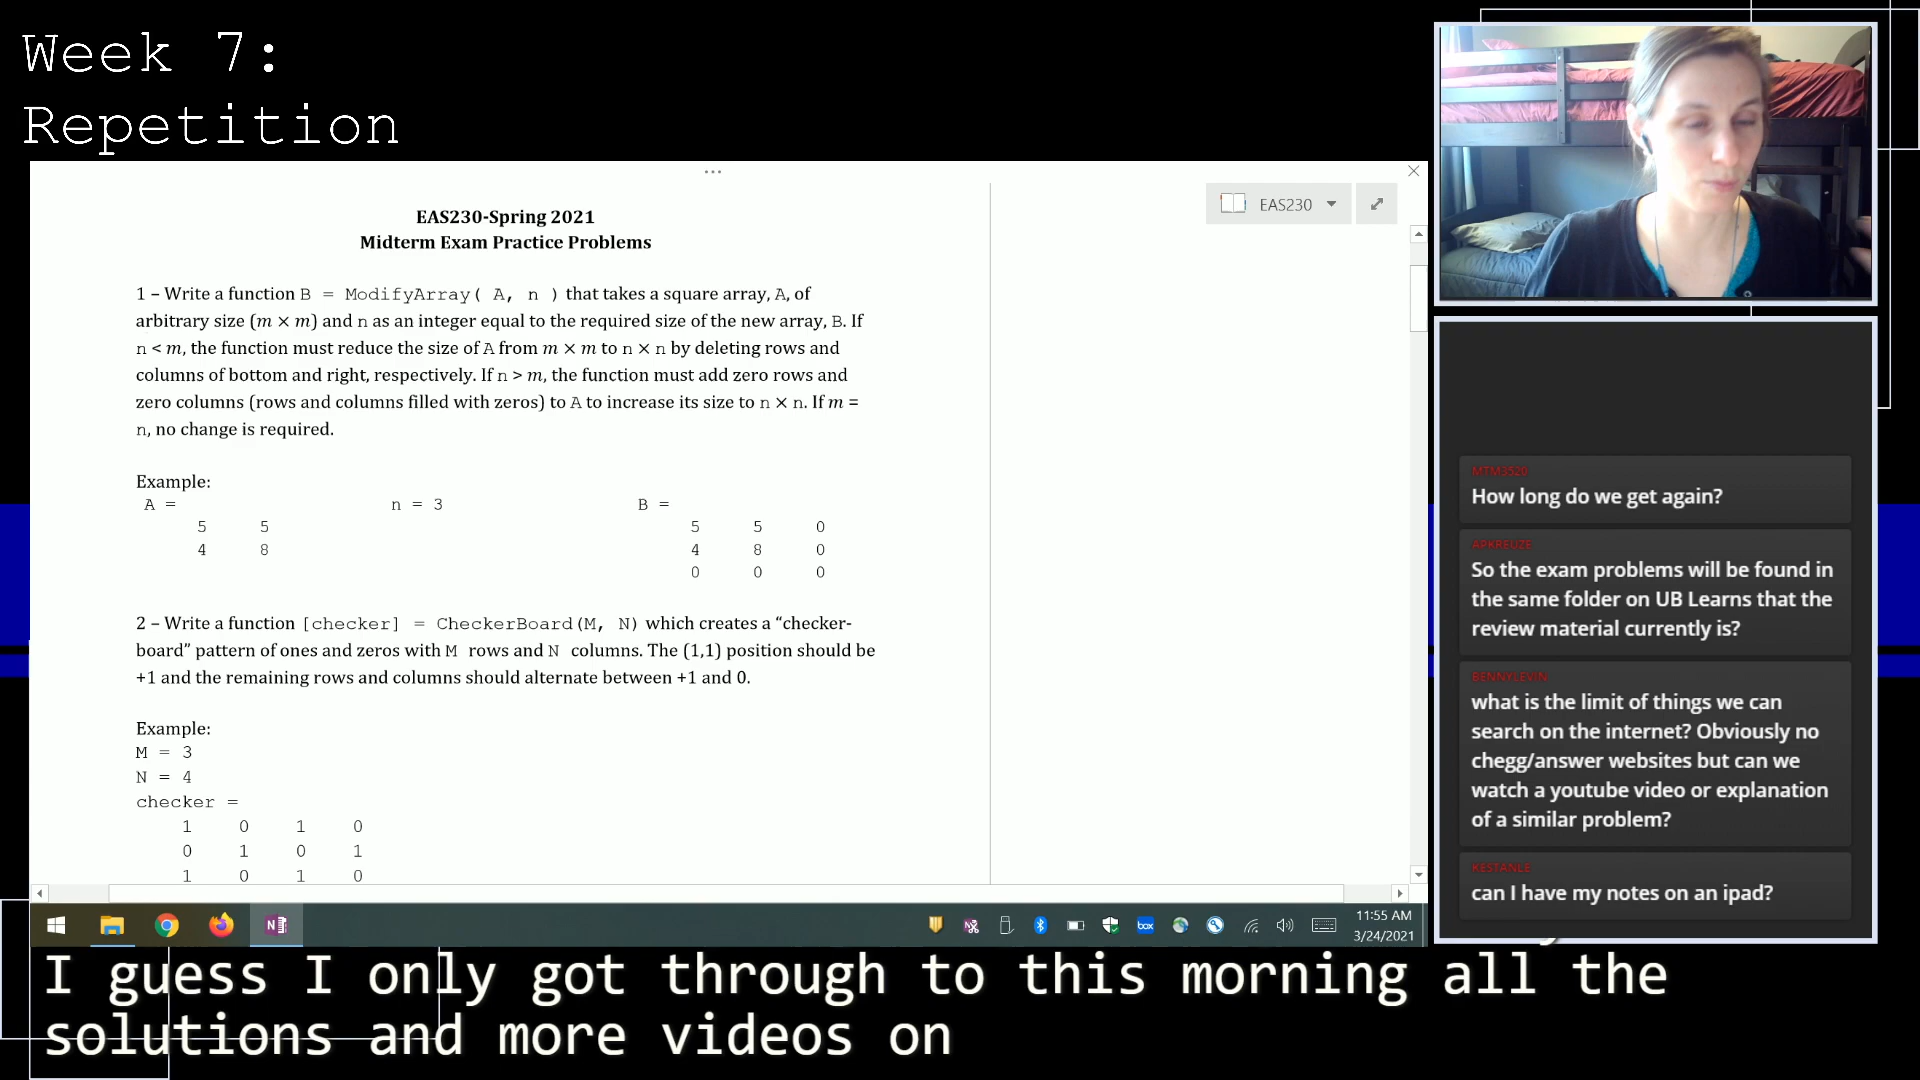 Week 7:
Repetition
EAS230-Spring 2021
Midterm Exam Practice Problems
1 – Write a function B = ModifyArray( A, n ) that takes a square array, A, of
arbitrary size (m × m) and n as an integer equal to the required size of the new array, B. If
n < m, the function must reduce the size of A from m × m to n × n by deleting rows and
columns of bottom and right, respectively. If n > m, the function must add zero rows and
zero columns (rows and columns filled with zeros) to A to increase its size to n × n. If m =
n, no change is required.
Example:
A = n = 3 B =
5 5 5 5 0
4 8 4 8 0
0 0 0
2 – Write a function [checker] = CheckerBoard(M, N) which creates a “checker-
board” pattern of ones and zeros with M rows and N columns. The (1,1) position should be
+1 and the remaining rows and columns should alternate between +1 and 0.
Example:
M = 3
N = 4
checker =
1 0 1 0
0 1 0 1
1 0 1 0
EAS230
MTM3520
How long do we get again?
APKREUZE
So the exam problems will be found in
the same folder on UB Learns that the
review material currently is?
BENNYLEVIN
what is the limit of things we can
search on the internet? Obviously no
chegg/answer websites but can we
watch a youtube video or explanation
of a similar problem?
KESTANLE
can I have my notes on an ipad?
box
11:55 AM
3/24/2021
I guess I only got through to this morning all the
solutions and more videos on